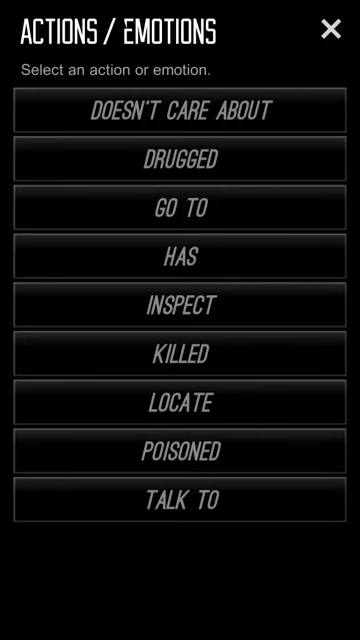 ACTIONS / EMOTIONS
Select an action or emotion.
DOESN'T CARE ABOUT
DRUGGED
GO TO
HAS
INSPECT
KILLED
LOCATE
POISONED
TALK TO